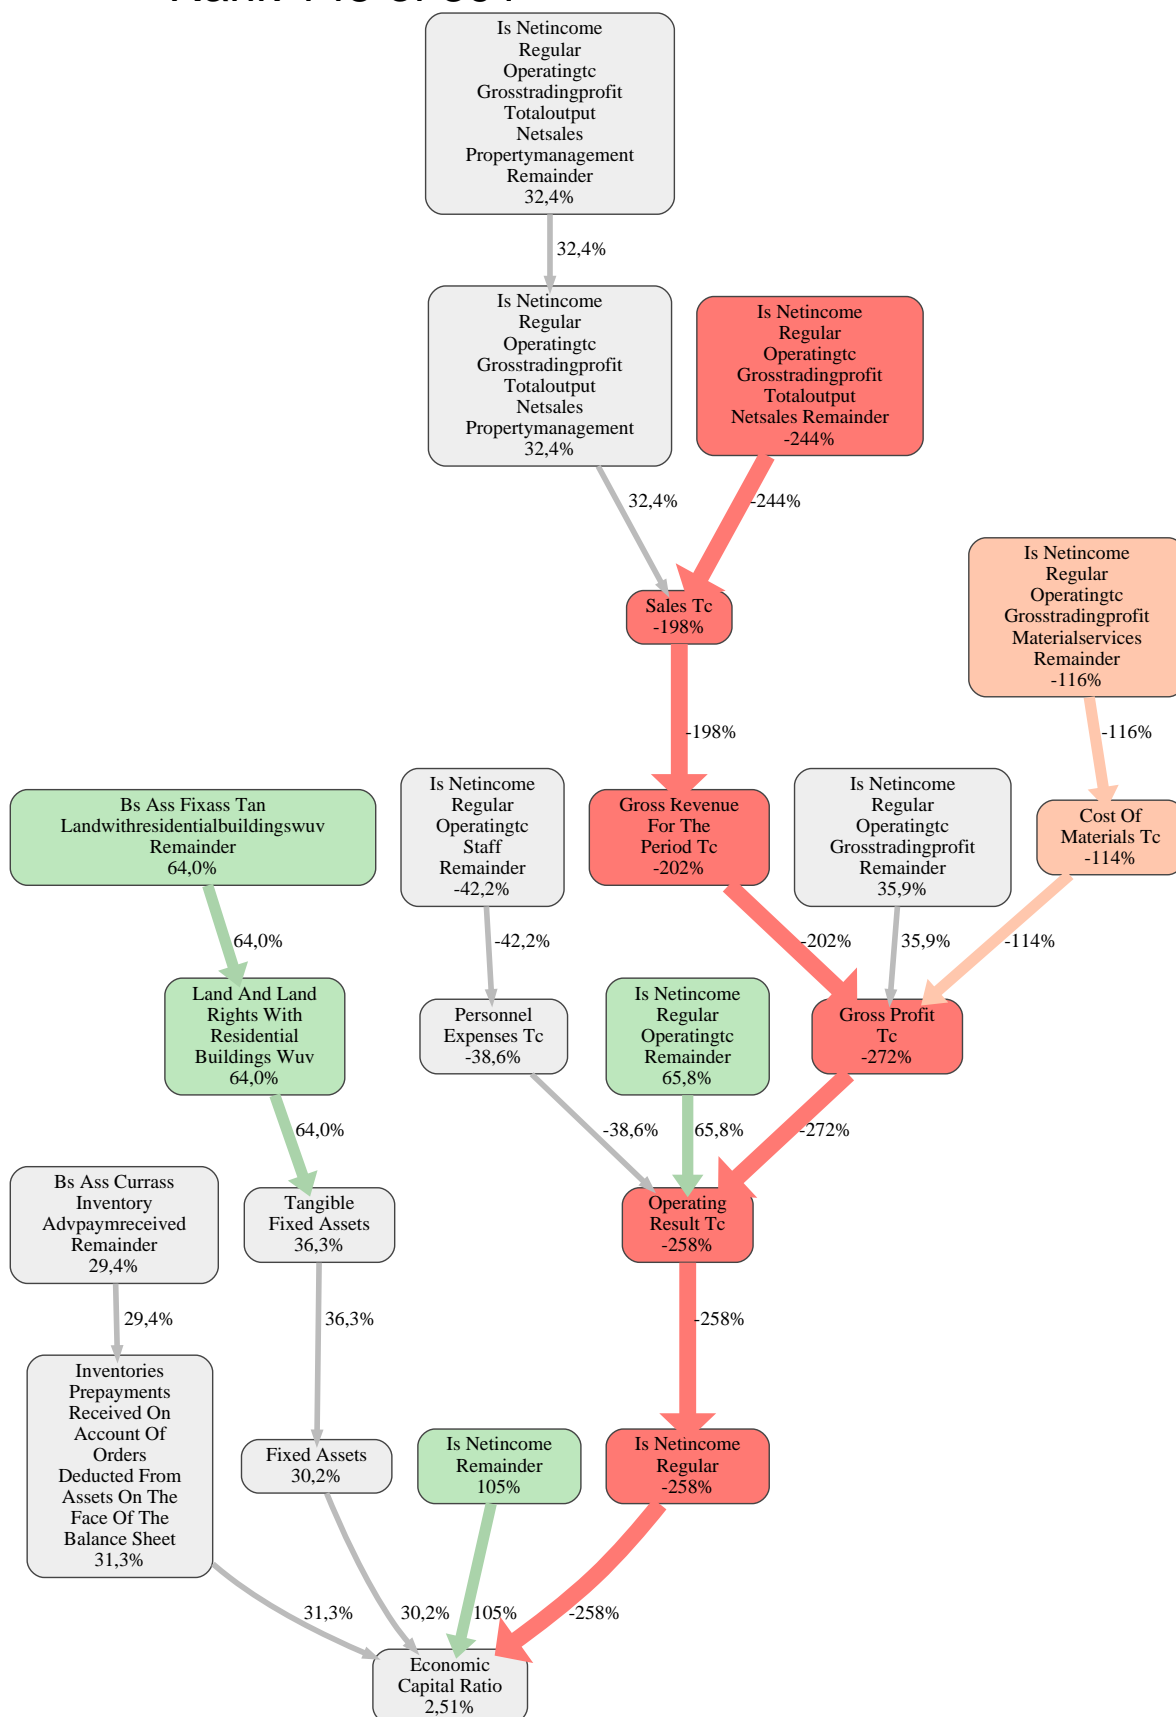 Is Netincome
Regular
Operatingtc
Grosstradingprofit
Totaloutput
Netsales
Propertymanagement
Remainder
32,4%
32,4%
Is Netincome
Regular
Operatingtc
Grosstradingprofit
Totaloutput
Netsales
Propertymanagement
32,4%
Is Netincome
Regular
Operatingtc
Grosstradingprofit
Totaloutput
Netsales Remainder
-244%
32,4%
-244%
Is Netincome
Regular
Operatingtc
Grosstradingprofit
Materialservices
Remainder
-116%
Sales Tc
-198%
-198%
-116%
Bs Ass Fixass Tan
Landwithresidentialbuildingswuv
Remainder
64,0%
Is Netincome
Regular
Operatingtc
Staff
Remainder
-42,2%
Gross Revenue
For The
Period Tc
-202%
Is Netincome
Regular
Operatingtc
Grosstradingprofit
Remainder
35,9%
Cost Of
Materials Tc
-114%
64,0%
-42,2%
-202%
35,9%
-114%
Land And Land
Rights With
Residential
Buildings Wuv
64,0%
Personnel
Expenses Tc
-38,6%
Is Netincome
Regular
Operatingtc
Remainder
65,8%
Gross Profit
Tc
-272%
64,0%
-38,6%
65,8%
-272%
Bs Ass Currass
Inventory
Advpaymreceived
Remainder
29,4%
Tangible
Fixed Assets
36,3%
Operating
Result Tc
-258%
29,4%
36,3%
-258%
Inventories
Prepayments
Received On
Account Of
Orders
Deducted From
Assets On The
Face Of The
Balance Sheet
31,3%
Fixed Assets
30,2%
Is Netincome
Remainder
105%
Is Netincome
Regular
-258%
31,3%
30,2%
105%
-258%
Economic
Capital Ratio
2,51%